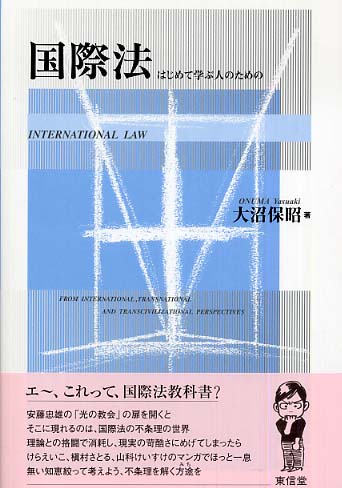 国際法 はじめて学ぶ人のための
INTERNATIONAL LAW
ONUMA Yasuaki
大沼保昭 著
FROM INTERNATIONAL, TRANSNATIONAL
AND TRANSCIVILIZATIONAL PERSPECTIVES
エ〜、これって、国際法教科書？
安藤忠雄の「光の教会」の扉を開くと
そこに現れるのは、国際法の不条理の世界
理論との格闘で消耗し、現実の苛酷さにめげてしまったら
けらえいこ、槇村さとる、山科けいすけのマンガでほっと一息
無い知恵絞って考えよう、不条理を解く方途を
みち
東信堂